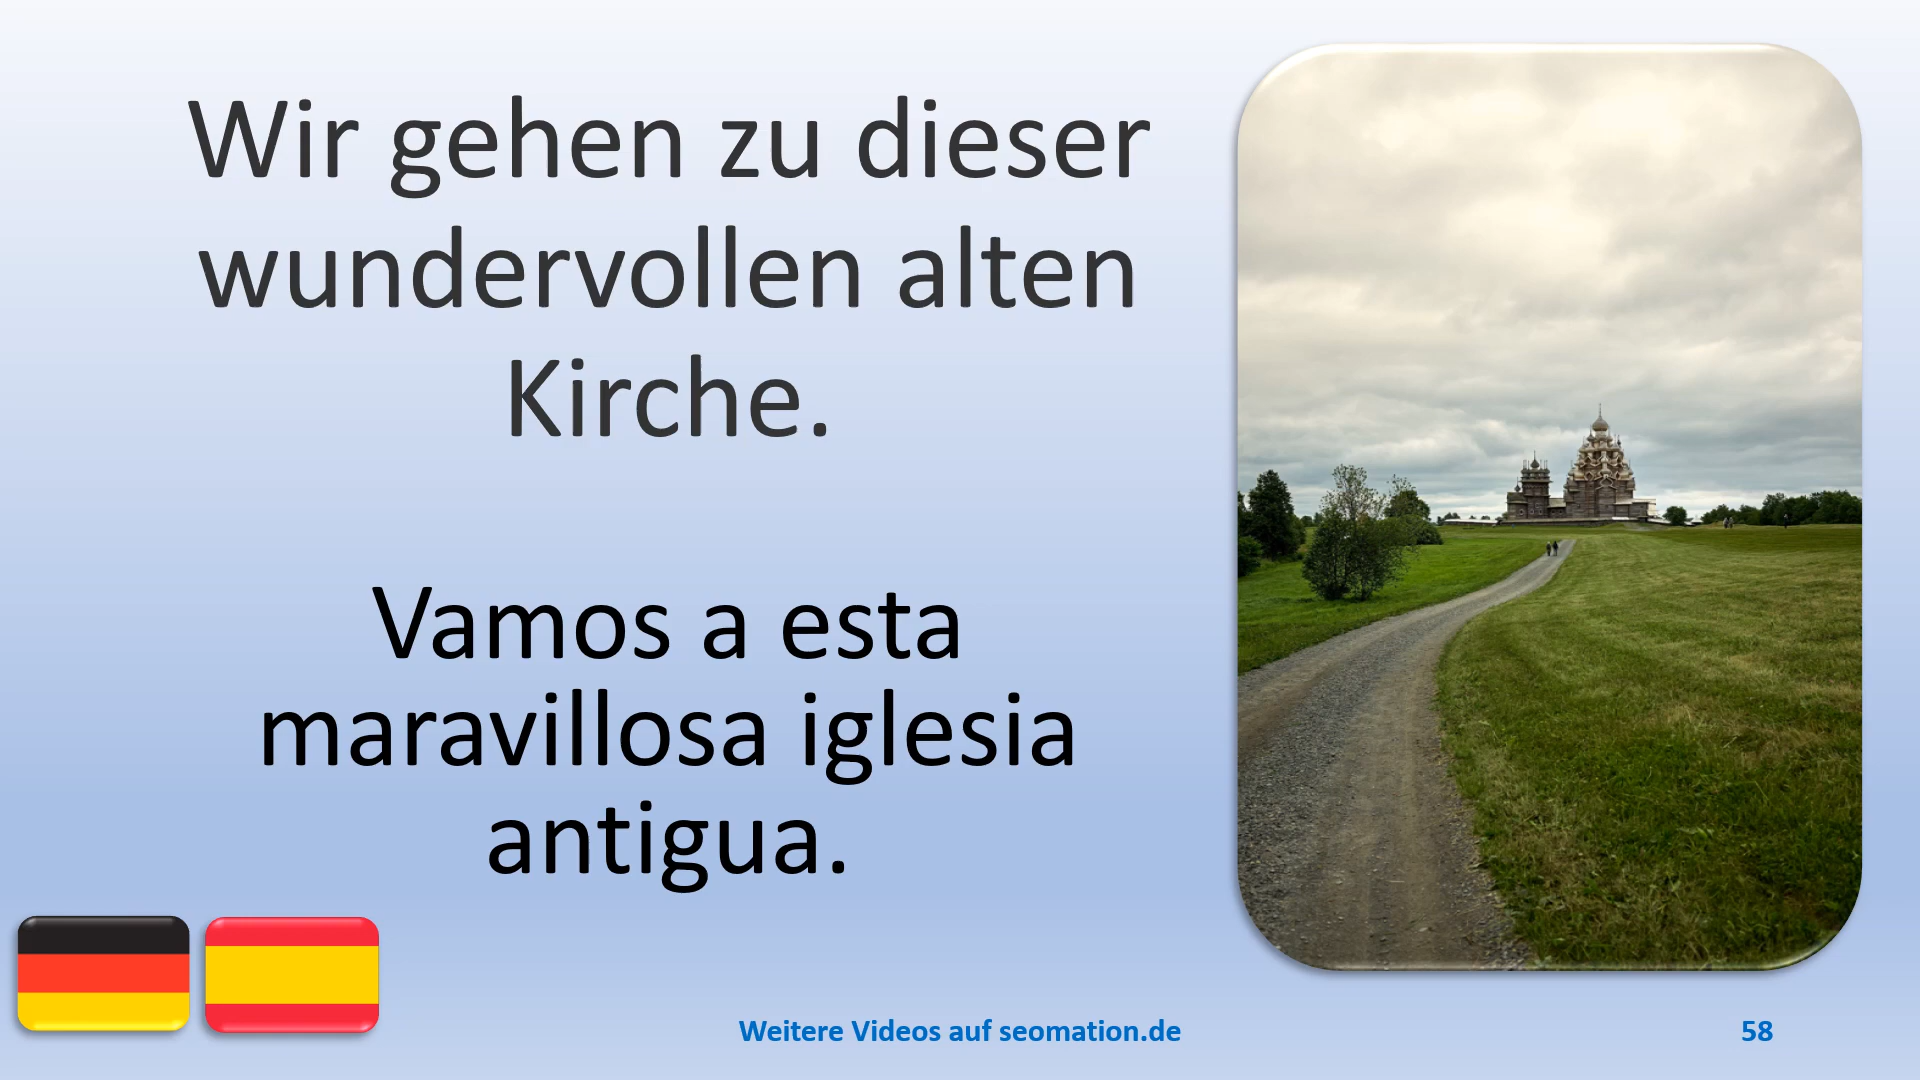 Wir gehen zu dieser
wundervollen alten
Kirche.
Vamos a esta
maravillosa iglesia
antigua.
Weitere Videos auf seomation.de
58